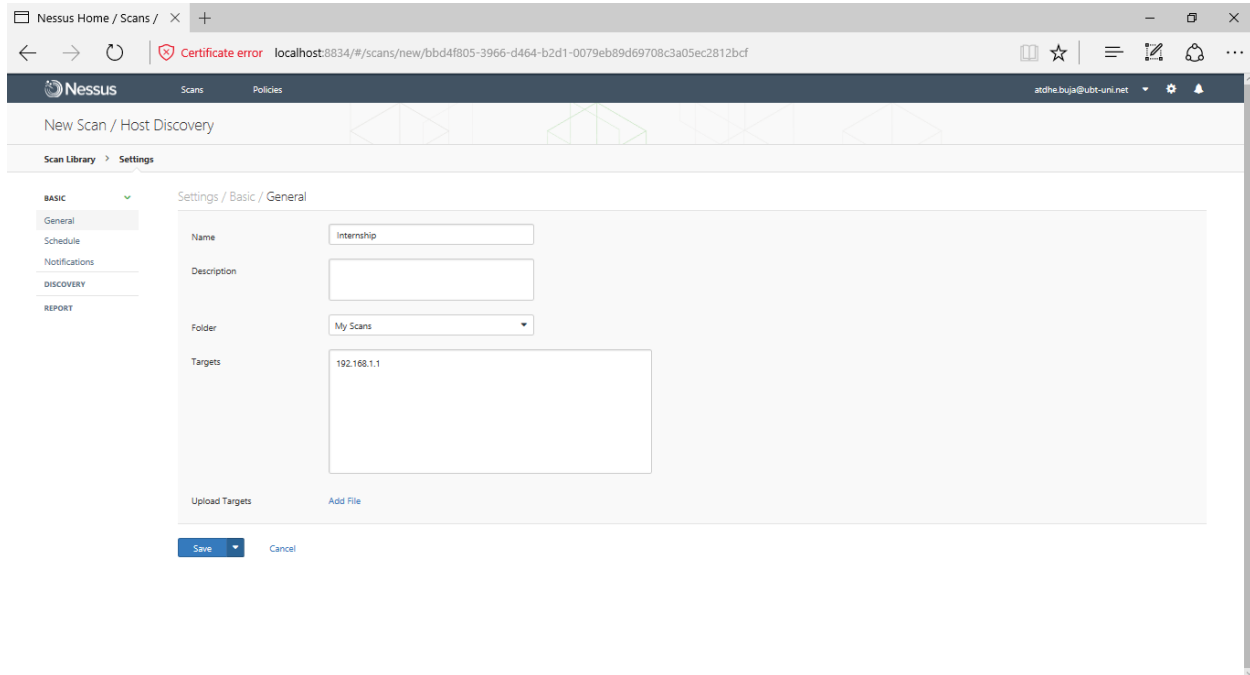 Nessus Home / Scans /
Certificate error localhost:8834/#/scans/new/bbd4f805-3966-d464-b2d1-0079eb89d69708c3a05ec2812bcf
Nessus Scans Policies atdhe.buja@ubt-uni.net
New Scan / Host Discovery
Scan Library > Settings
BASIC
General
Schedule
Notifications
DISCOVERY
REPORT
Settings / Basic / General
Name Internship
Description
Folder My Scans
Targets 192.168.1.1
Upload Targets Add File
Save Cancel